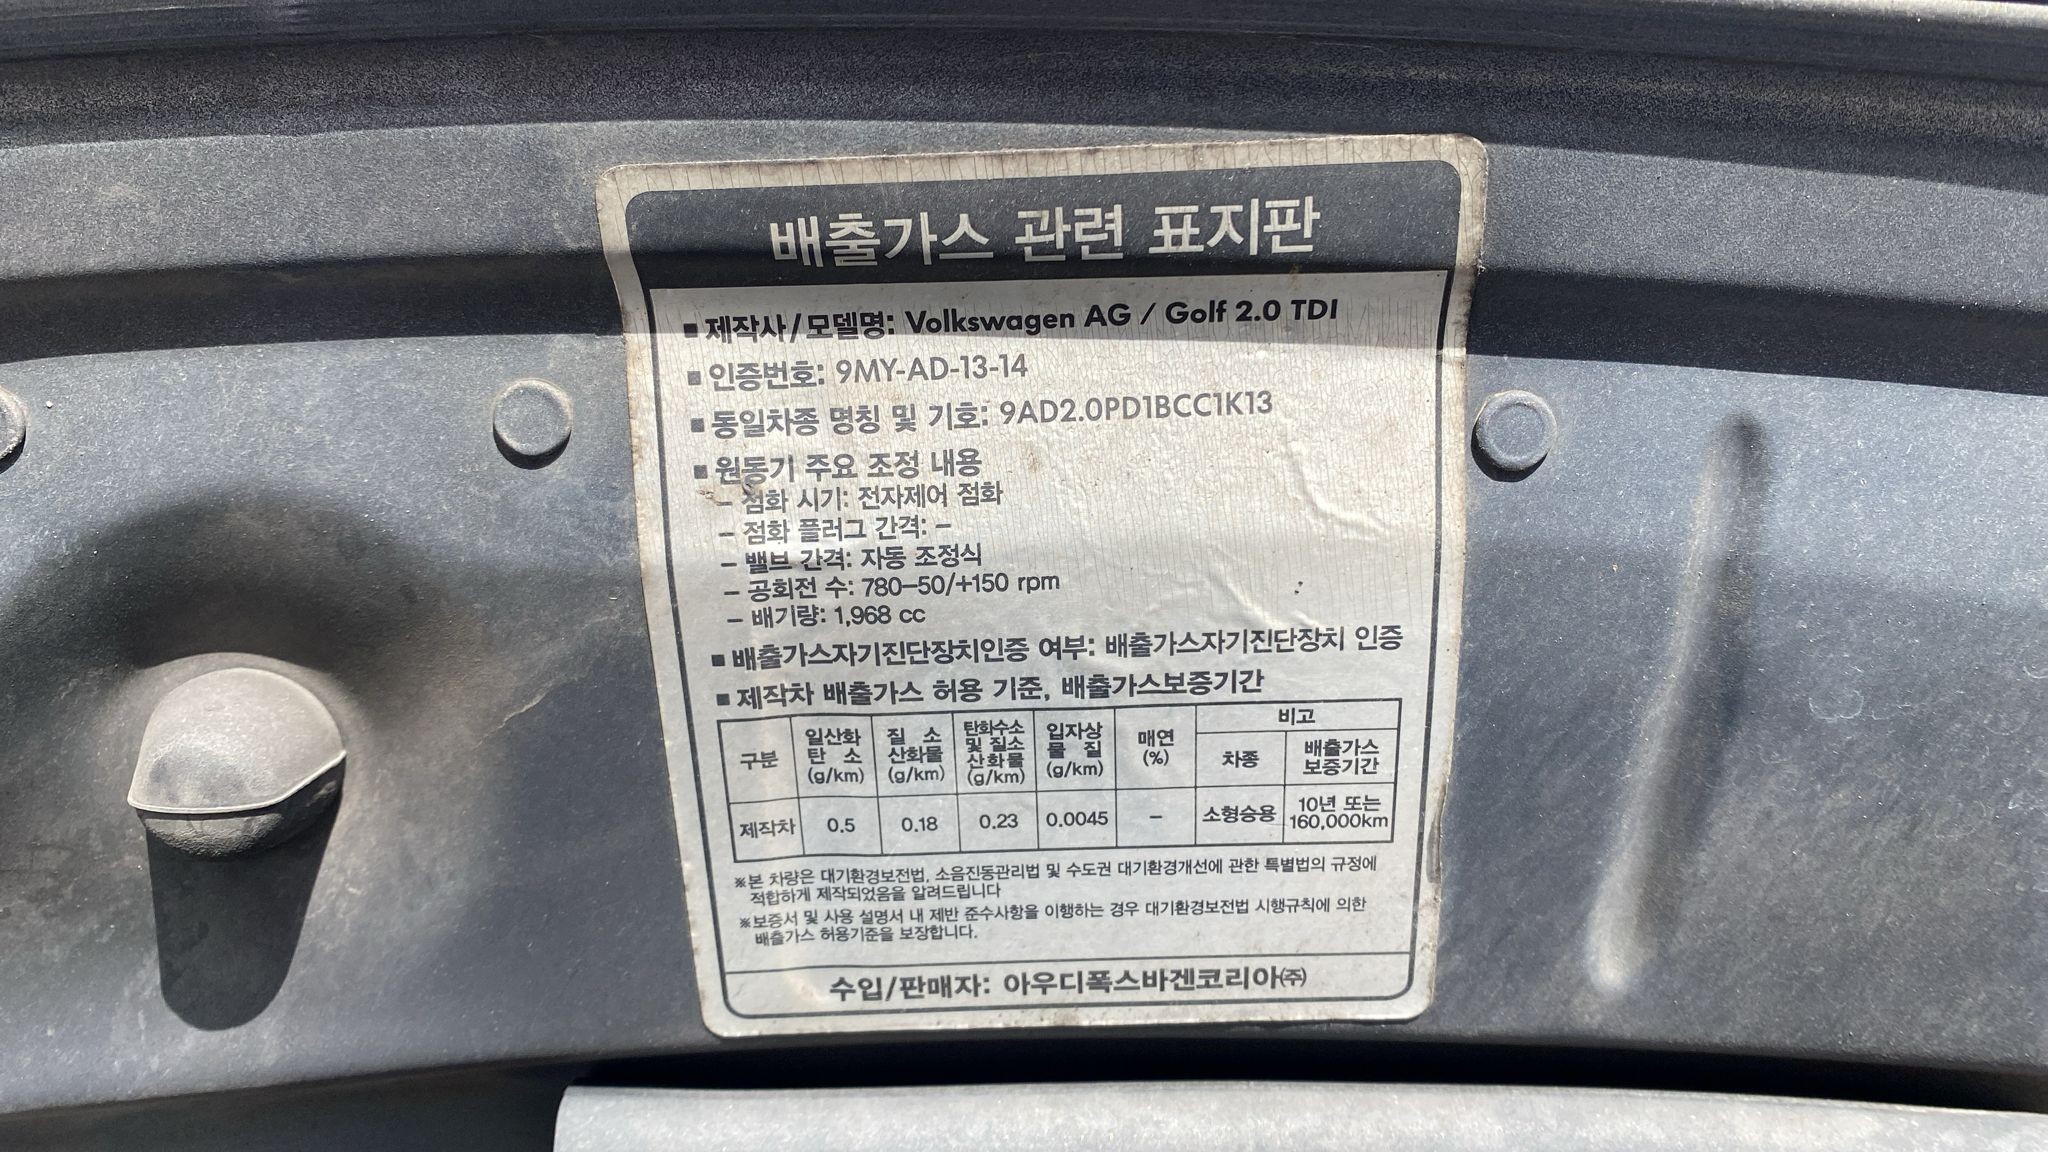 배출가스 관련 표지판
■ 제작사/모델명: Volkswagen AG / Golf 2.0 TDI
■ 인증번호: 9MY-AD-13-14
■ 동일차종 명칭 및 기호: 9AD2.0PD1BCC1K13
■ 원동기 주요 조정 내용
– 점화 시기: 전자제어 점화
– 점화 플러그 간격: –
– 밸브 간격: 자동 조정식
– 공회전 수: 780–50/+150 rpm
– 배기량: 1,968 cc
■ 배출가스자기진단장치인증 여부: 배출가스자기진단장치 인증
■ 제작차 배출가스 허용 기준, 배출가스보증기간
구분 일산화 탄 소 (g/km) 질 소 산화물 (g/km) 탄화수소 및 질소 산화물 (g/km) 입자상 물 질 (g/km) 매연 (%) 비고
차종 배출가스 보증기간
제작차 0.5 0.18 0.23 0.0045 – 소형승용 10년 또는 160,000km
※본 차량은 대기환경보전법, 소음진동관리법 및 수도권 대기환경개선에 관한 특별법의 규정에
적합하게 제작되었음을 알려드립니다
※보증서 및 사용 설명서 내 제반 준수사항을 이행하는 경우 대기환경보전법 시행규칙에 의한
배출가스 허용기준을 보장합니다.
수입/판매자: 아우디폭스바겐코리아㈜